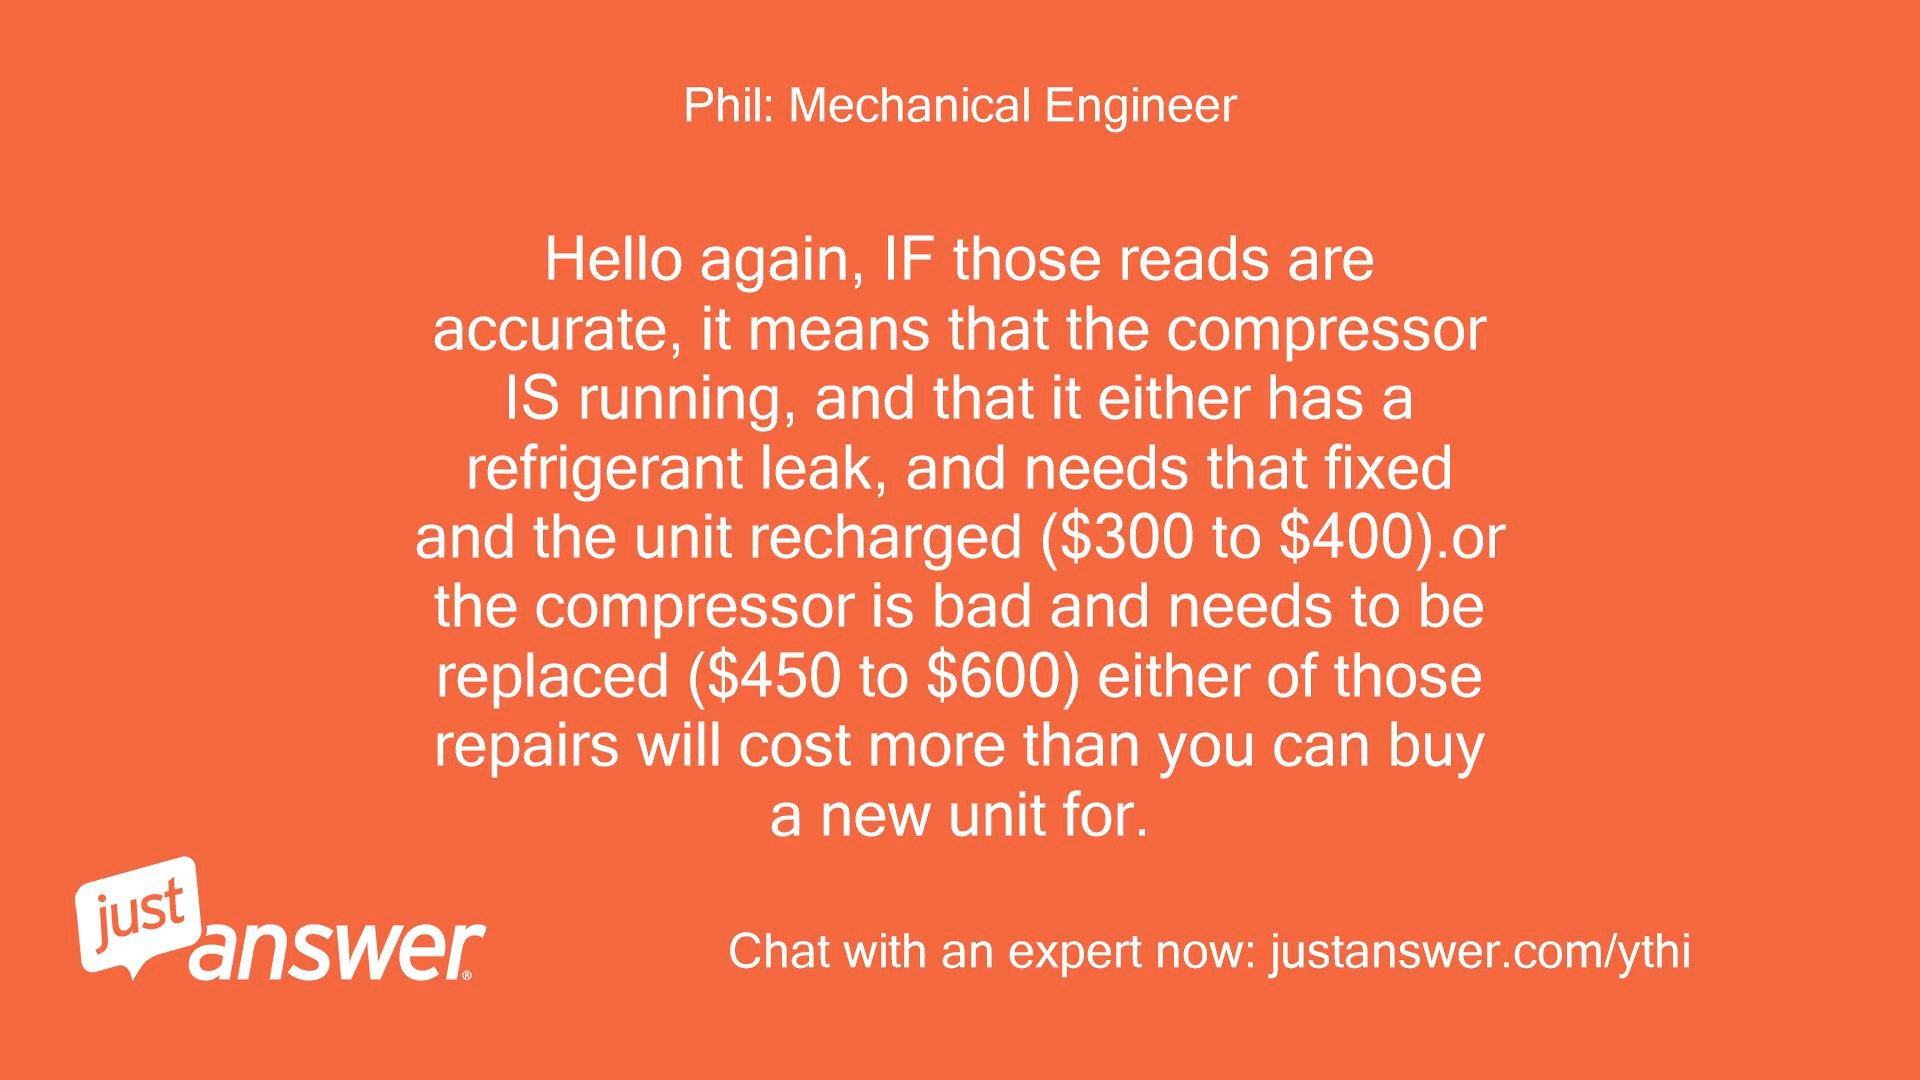 Phil: Mechanical Engineer
Hello again, IF those reads are
accurate, it means that the compressor
IS running, and that it either has a
refrigerant leak, and needs that fixed
and the unit recharged ($300 to $400).or
the compressor is bad and needs to be
replaced ($450 to $600) either of those
repairs will cost more than you can buy
a new unit for.
just
answer®
Chat with an expert now: justanswer.com/ythi